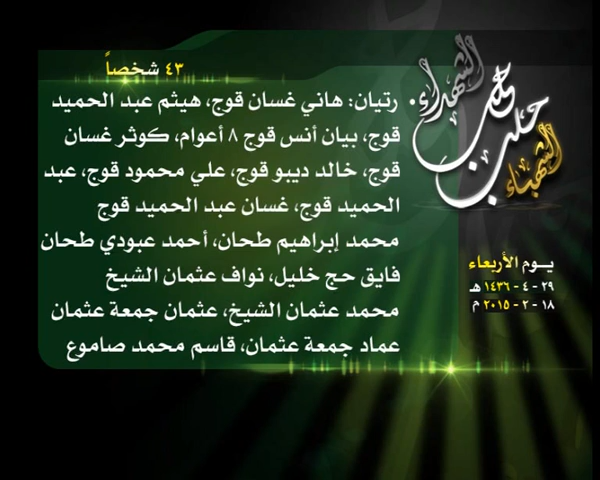 ٤٣ شخصاً
• رتيان: هاني غسان قوج، هيثم عبد الحميد
قوج، بيان أنس قوج ٨ أعوام، كوثر غسان
قوج، خالد ديبو قوج، علي محمود قوج، عبد
الحميد قوج، غسان عبد الحميد قوج
محمد إبراهيم طحان، أحمد عبودي طحان
فايق حج خليل، نواف عثمان الشيخ
محمد عثمان الشيخ، عثمان جمعة عثمان
عماد جمعة عثمان، قاسم محمد صاموع
الشهداء
حلب
حلب
الشهباء
يــوم الأربعاء
٢٩ - ٤ - ١٤٣٦ هـ
١٨ - ٢ - ٢٠١٥ م